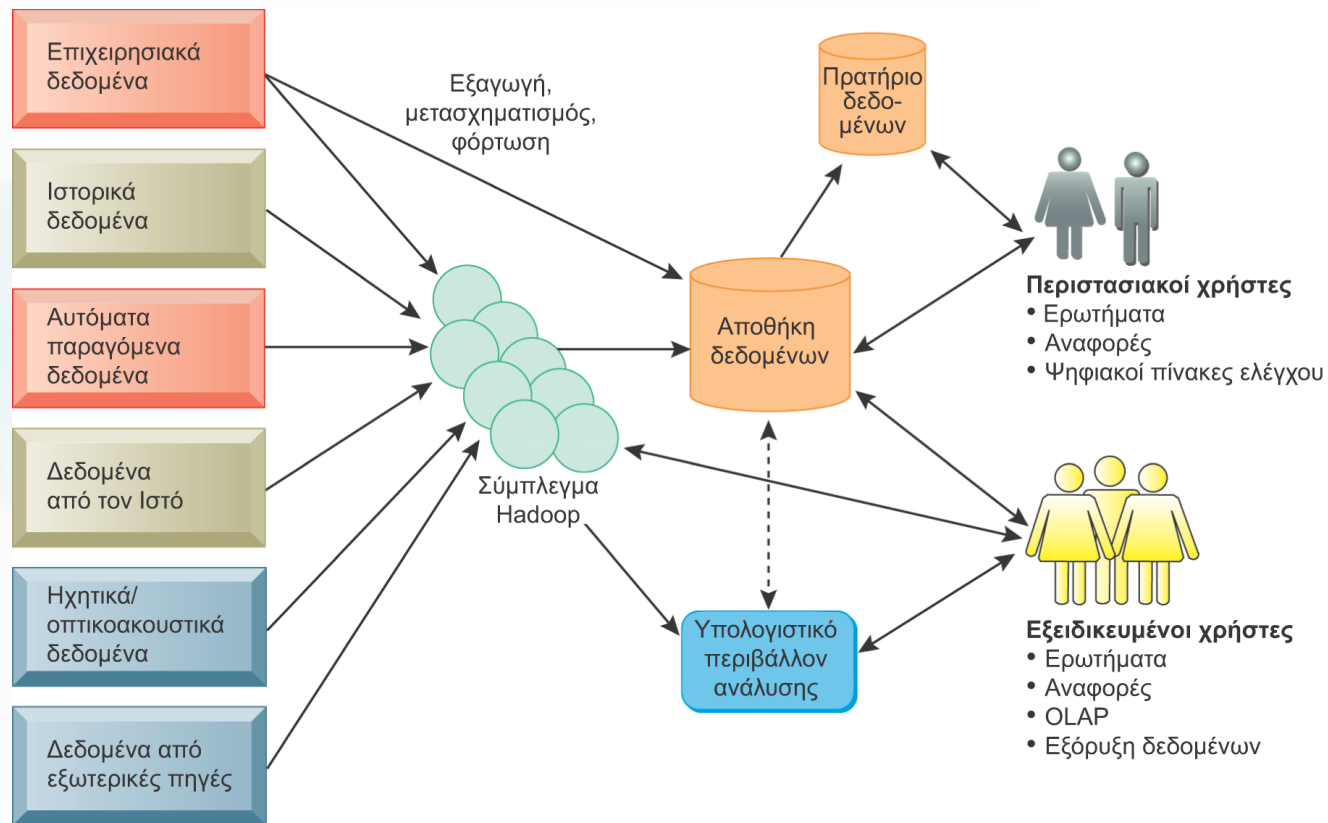 Επιχειρησιακά
δεδομένα
Ιστορικά
δεδομένα
Αυτόματα
παραγόμενα
δεδομένα
Δεδομένα
από τον Ιστό
Ηχητικά/
οπτικοακουστικά
δεδομένα
Δεδομένα από
εξωτερικές πηγές
Εξαγωγή,
μετασχηματισμός,
φόρτωση
Σύμπλεγμα
Hadoop
Πρατήριο
δεδο-
μένων
Αποθήκη
δεδομένων
Υπολογιστικό
περιβάλλον
ανάλυσης
Περιστασιακοί χρήστες
• Ερωτήματα
• Αναφορές
• Ψηφιακοί πίνακες ελέγχου
Εξειδικευμένοι χρήστες
• Ερωτήματα
• Αναφορές
• OLAP
• Εξόρυξη δεδομένων